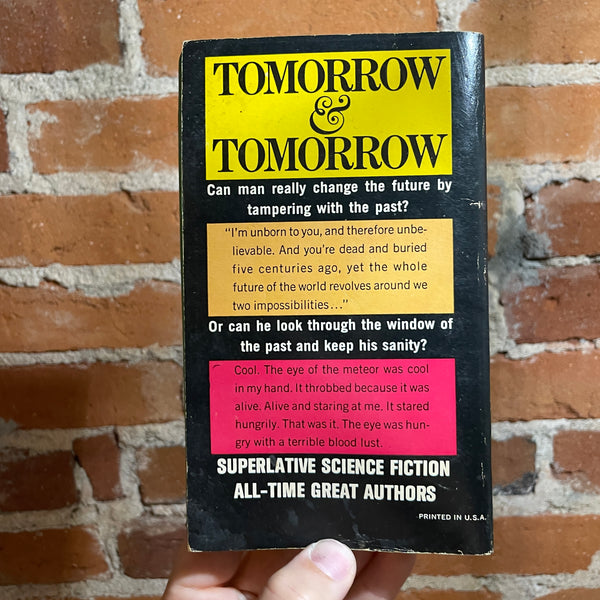 TOMORROW
&
TOMORROW
Can man really change the future by
tampering with the past?
"I'm unborn to you, and therefore unbe-
lievable. And you're dead and buried
five centuries ago, yet the whole
future of the world revolves around we
two impossibilities..."
Or can he look through the window of
the past and keep his sanity?
Cool. The eye of the meteor was cool
in my hand. It throbbed because it was
alive. Alive and staring at me. It stared
hungrily. That was it. The eye was hun-
gry with a terrible blood lust.
SUPERLATIVE SCIENCE FICTION
ALL-TIME GREAT AUTHORS
PRINTED IN U.S.A.